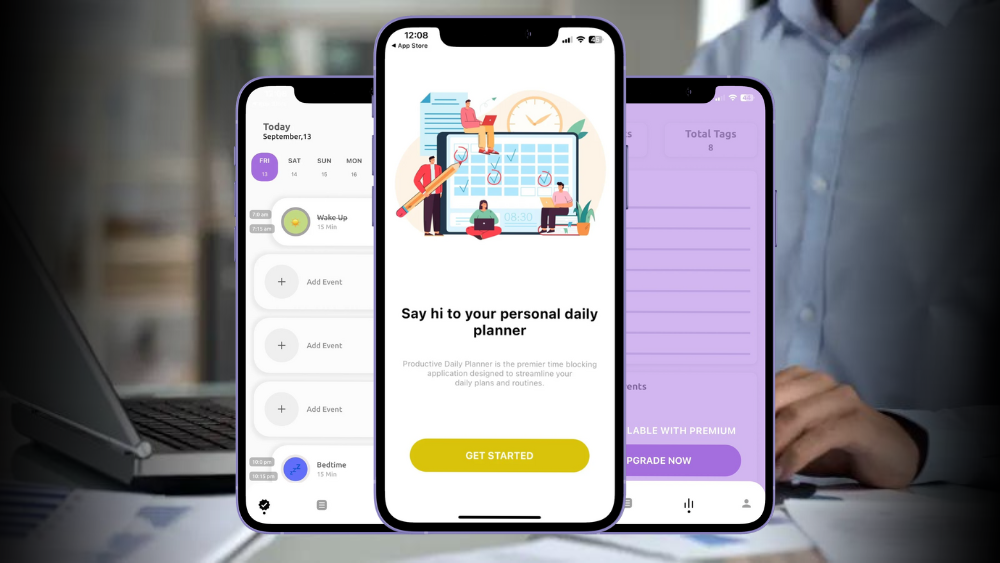 Today
September,13
FRI SAT SUN MON
13 14 15 16
7:0 am
7:15 am
Wake Up
15 Min
+ Add Event
+ Add Event
+ Add Event
10:0 pm
10:15 pm
Bedtime
15 Min
12:08
◀ App Store
08:30
Say hi to your personal daily
planner
Productive Daily Planner is the premier time blocking
application designed to streamline your
daily plans and routines.
GET STARTED
Total Tags
8
ents
LABLE WITH PREMIUM
PGRADE NOW